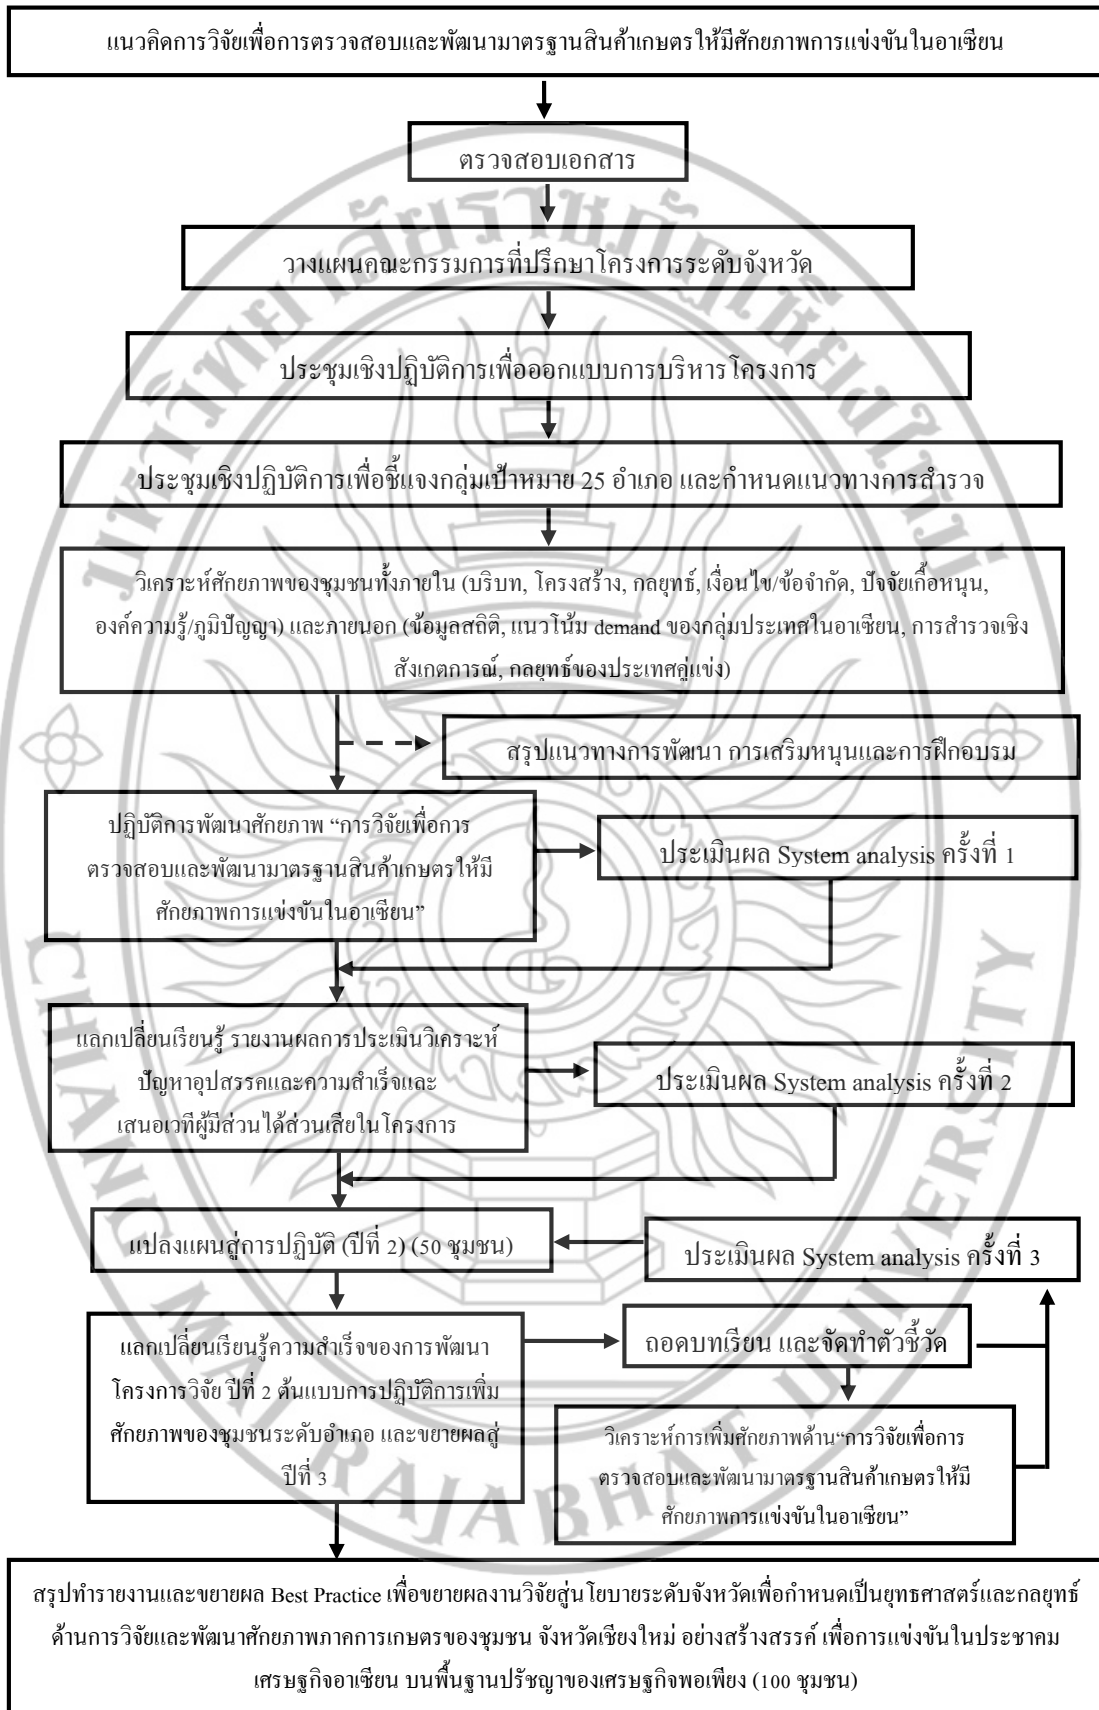 แนวคิดการวิจัยเพื่อการตรวจสอบและพัฒนามาตรฐานสินค้าเกษตรให้มีศักยภาพการแข่งขันในอาเซียน
ตรวจสอบเอกสาร
วางแผนคณะกรรมการที่ปรึกษาโครงการระดับจังหวัด
ประชุมเชิงปฏิบัติการเพื่อออกแบบการบริหารโครงการ
ประชุมเชิงปฏิบัติการเพื่อชี้แจงกลุ่มเป้าหมาย 25 อำเภอ และกำหนดแนวทางการสำรวจ
วิเคราะห์ศักยภาพของชุมชนทั้งภายใน (บริบท, โครงสร้าง, กลยุทธ์, เงื่อนไข/ข้อจำกัด, ปัจจัยเกื้อหนุน,
องค์ความรู้/ภูมิปัญญา) และภายนอก (ข้อมูลสถิติ, แนวโน้ม demand ของกลุ่มประเทศในอาเซียน, การสำรวจเชิง
สังเกตการณ์, กลยุทธ์ของประเทศคู่แข่ง)
สรุปแนวทางการพัฒนา การเสริมหนุนและการฝึกอบรม
ปฏิบัติการพัฒนาศักยภาพ “การวิจัยเพื่อการ
ตรวจสอบและพัฒนามาตรฐานสินค้าเกษตรให้มี
ศักยภาพการแข่งขันในอาเซียน”
ประเมินผล System analysis ครั้งที่ 1
แลกเปลี่ยนเรียนรู้ รายงานผลการประเมินวิเคราะห์
ปัญหาอุปสรรคและความสำเร็จและ
เสนอเวทีผู้มีส่วนได้ส่วนเสียในโครงการ
ประเมินผล System analysis ครั้งที่ 2
แปลงแผนสู่การปฏิบัติ (ปีที่ 2) (50 ชุมชน)
ประเมินผล System analysis ครั้งที่ 3
แลกเปลี่ยนเรียนรู้ความสำเร็จของการพัฒนา
โครงการวิจัย ปีที่ 2 ต้นแบบการปฏิบัติการเพิ่ม
ศักยภาพของชุมชนระดับอำเภอ และขยายผลสู่
ปีที่ 3
ถอดบทเรียน และจัดทำตัวชี้วัด
วิเคราะห์การเพิ่มศักยภาพด้าน“การวิจัยเพื่อการ
ตรวจสอบและพัฒนามาตรฐานสินค้าเกษตรให้มี
ศักยภาพการแข่งขันในอาเซียน”
สรุปทำรายงานและขยายผล Best Practice เพื่อขยายผลงานวิจัยสู่นโยบายระดับจังหวัดเพื่อกำหนดเป็นยุทธศาสตร์และกลยุทธ์
ด้านการวิจัยและพัฒนาศักยภาพภาคการเกษตรของชุมชน จังหวัดเชียงใหม่ อย่างสร้างสรรค์ เพื่อการแข่งขันในประชาคม
เศรษฐกิจอาเซียน บนพื้นฐานปรัชญาของเศรษฐกิจพอเพียง (100 ชุมชน)
มหาวิทยาลัยราชภัฏเชียงใหม่
CHIANG MAI RAJABHAT UNIVERSITY